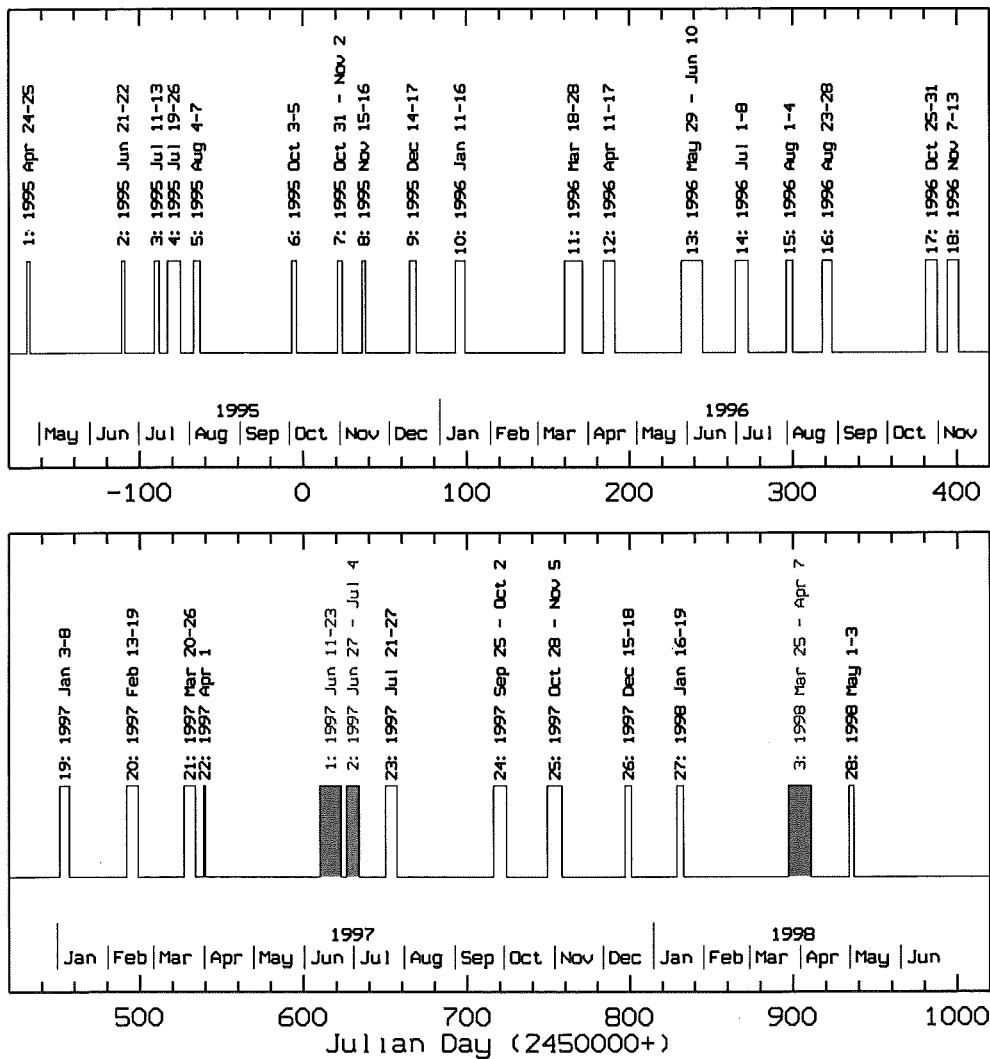 1: 1995 Apr 24-25
2: 1995 Jun 21-22
3: 1995 Jul 11-13
4: 1995 Jul 19-26
5: 1995 Aug 4-7
6: 1995 Oct 3-5
7: 1995 Oct 31 - Nov 2
8: 1995 Nov 15-16
9: 1995 Dec 14-17
10: 1996 Jan 11-16
11: 1996 Mar 18-28
12: 1996 Apr 11-17
13: 1996 May 29 - Jun 10
14: 1996 Jul 1-8
15: 1996 Aug 1-4
16: 1996 Aug 23-28
17: 1996 Oct 25-31
18: 1996 Nov 7-13
1995 1996
May Jun Jul Aug Sep Oct Nov Dec Jan Feb Mar Apr May Jun Jul Aug Sep Oct Nov
-100 0 100 200 300 400
19: 1997 Jan 3-8
20: 1997 Feb 13-19
21: 1997 Mar 20-26
22: 1997 Apr 1
1: 1997 Jun 11-23
2: 1997 Jun 27 - Jul 4
23: 1997 Jul 21-27
24: 1997 Sep 25 - Oct 2
25: 1997 Oct 28 - Nov 5
26: 1997 Dec 15-18
27: 1998 Jan 16-19
3: 1998 Mar 25 - Apr 7
28: 1998 May 1-3
1997 1998
Jan Feb Mar Apr May Jun Jul Aug Sep Oct Nov Dec Jan Feb Mar Apr May Jun
500 600 700 800 900 1000
Julian Day (2450000+)